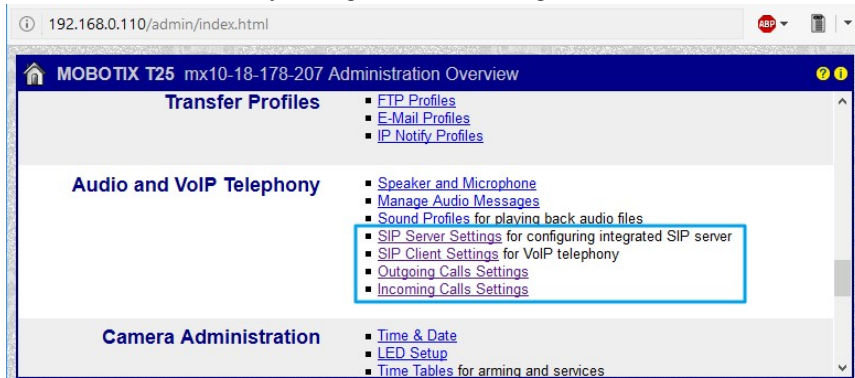 192.168.0.110/admin/index.html
ABP
MOBOTIX T25 mx10-18-178-207 Administration Overview
Transfer Profiles
FTP Profiles
E-Mail Profiles
IP Notify Profiles
Audio and VoIP Telephony
Speaker and Microphone
Manage Audio Messages
Sound Profiles for playing back audio files
SIP Server Settings for configuring integrated SIP server
SIP Client Settings for VoIP telephony
Outgoing Calls Settings
Incoming Calls Settings
Camera Administration
Time & Date
LED Setup
Time Tables for arming and services